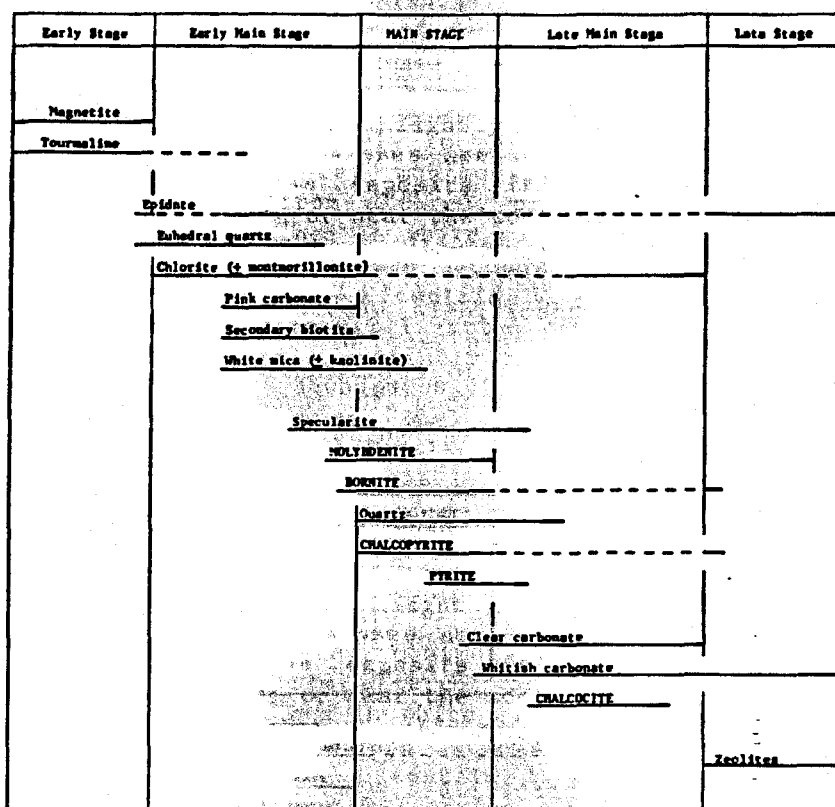 Early Stage Early Main Stage MAIN STAGE Late Main Stage Late Stage
Magnetite
Tourmaline
Epidote
Euhedral quartz
Chlorite (± montmorillonite)
Pink carbonate
Secondary biotite
White mica (± kaolinite)
Specularite
MOLYBDENITE
BORNITE
Quartz
CHALCOPYRITE
PYRITE
Clear carbonate
Whitish carbonate
CHALCOCITE
Zeolites